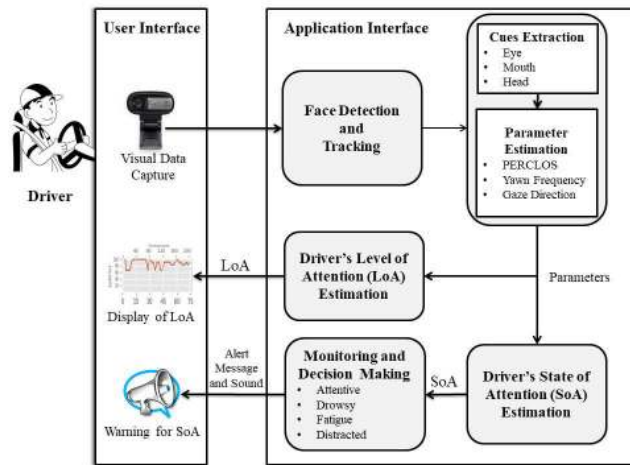 User Interface
Application Interface
Cues Extraction
• Eye
• Mouth
• Head
Face Detection
and
Tracking
Parameter
Estimation
• PERCLOS
• Yawn Frequency
• Gaze Direction
Visual Data
Capture
Driver
LoA
Driver's Level of
Attention (LoA)
Estimation
Parameters
Display of LoA
Alert
Message
and Sound
Monitoring and
Decision Making
• Attentive
• Drowsy
• Fatigue
• Distracted
SoA
Driver's State of
Attention (SoA)
Estimation
Warning for SoA